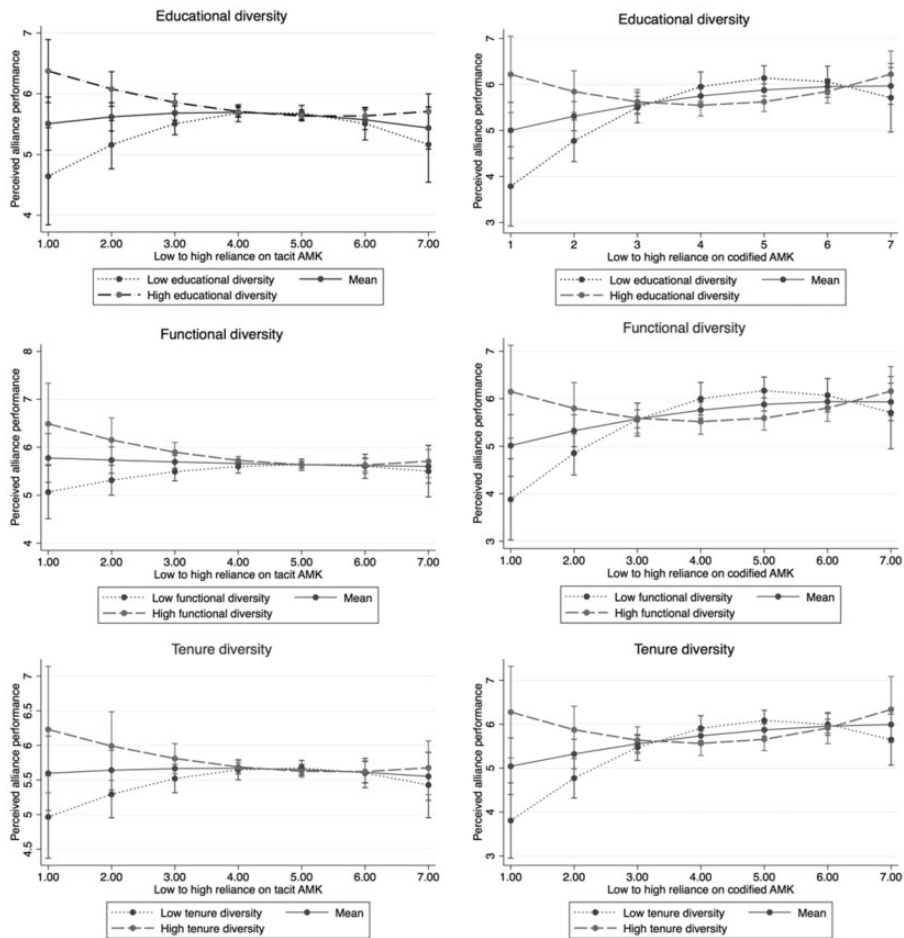 Educational diversity
Perceived alliance performance
7
6
5
4
1.00 2.00 3.00 4.00 5.00 6.00 7.00
Low to high reliance on tacit AMK
Low educational diversity Mean
High educational diversity
Educational diversity
Perceived alliance performance
7
6
5
4
3
1 2 3 4 5 6 7
Low to high reliance on codified AMK
Low educational diversity Mean
High educational diversity
Functional diversity
Perceived alliance performance
8
7
6
5
4
1.00 2.00 3.00 4.00 5.00 6.00 7.00
Low to high reliance on tacit AMK
Low functional diversity Mean
High functional diversity
Functional diversity
Perceived alliance performance
7
6
5
4
3
1.00 2.00 3.00 4.00 5.00 6.00 7.00
Low to high reliance on codified AMK
Low functional diversity Mean
High functional diversity
Tenure diversity
Perceived alliance performance
7
6.5
6
5.5
5
4.5
1.00 2.00 3.00 4.00 5.00 6.00 7.00
Low to high reliance on tacit AMK
Low tenure diversity Mean
High tenure diversity
Tenure diversity
Perceived alliance performance
7
6
5
4
3
1.00 2.00 3.00 4.00 5.00 6.00 7.00
Low to high reliance on codified AMK
Low tenure diversity Mean
High tenure diversity